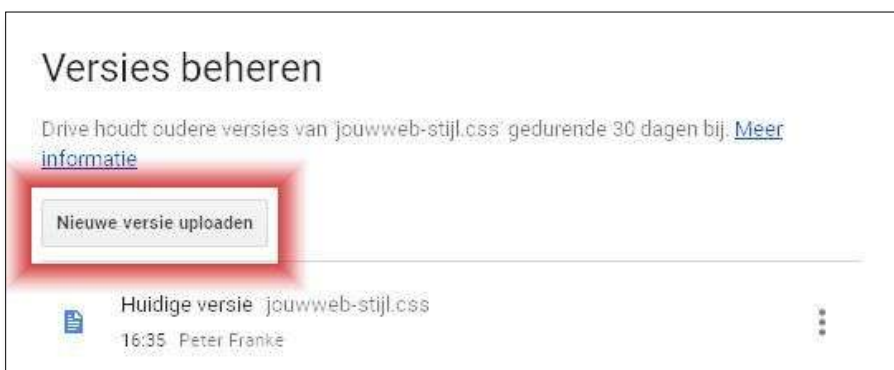 Versies beheren
Drive houdt oudere versies van 'jouwweb-stijl.css' gedurende 30 dagen bij. Meer
informatie
Nieuwe versie uploaden
Huidige versie jouwweb-stijl.css
16:35 Peter Franke